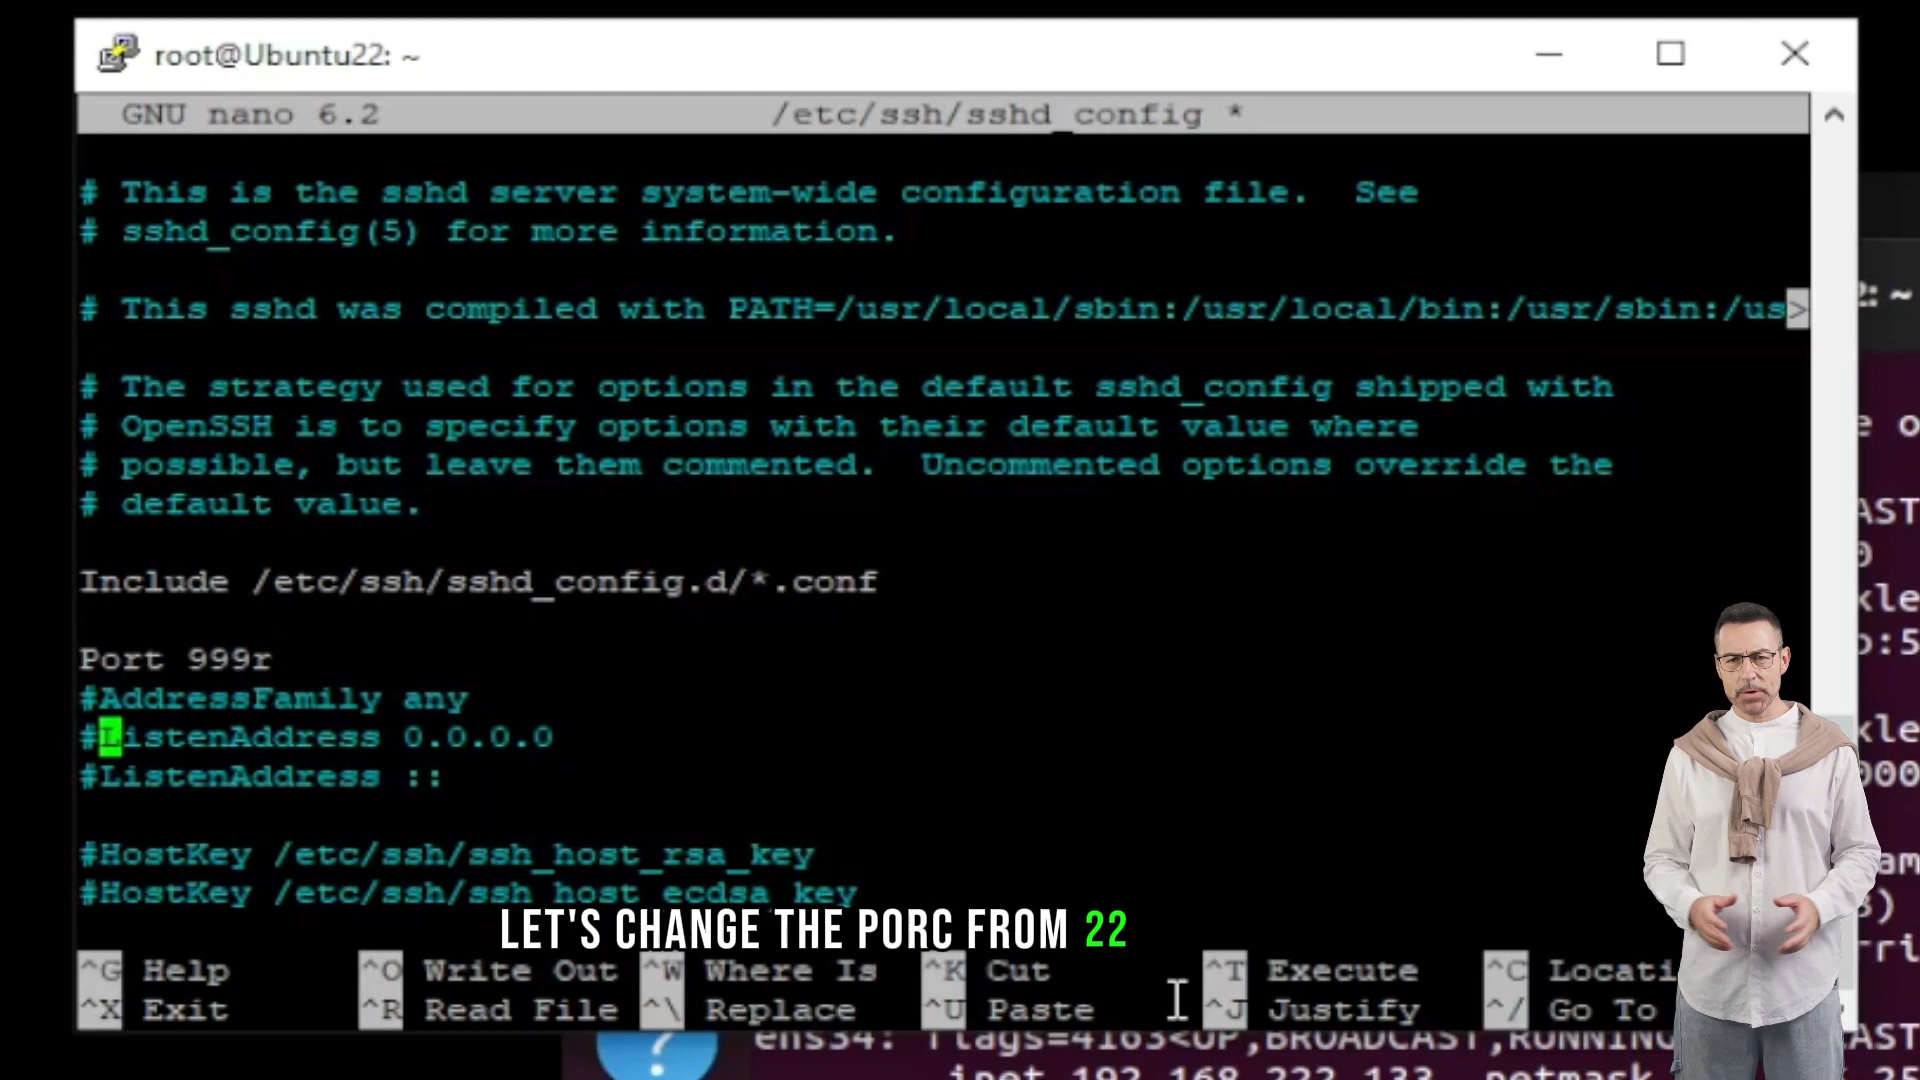 root@Ubuntu22: ~
GNU nano 6.2 /etc/ssh/sshd_config *
# This is the sshd server system-wide configuration file.  See
# sshd_config(5) for more information.
# This sshd was compiled with PATH=/usr/local/sbin:/usr/local/bin:/usr/sbin:/us>
# The strategy used for options in the default sshd_config shipped with
# OpenSSH is to specify options with their default value where
# possible, but leave them commented.  Uncommented options override the
# default value.
Include /etc/ssh/sshd_config.d/*.conf
Port 999r
#AddressFamily any
#ListenAddress 0.0.0.0
#ListenAddress ::
#HostKey /etc/ssh/ssh_host_rsa_key
#HostKey /etc/ssh/ssh_host_ecdsa_key
LET'S CHANGE THE PORC FROM 22
^G Help ^O Write Out ^W Where Is ^K Cut ^T Execute ^C Locati
^X Exit ^R Read File ^\ Replace ^U Paste ^J Justify ^/ Go To
ens34: flags=4163<UP,BROADCAST,RUNNING
inet 192.168.222.133 netmask